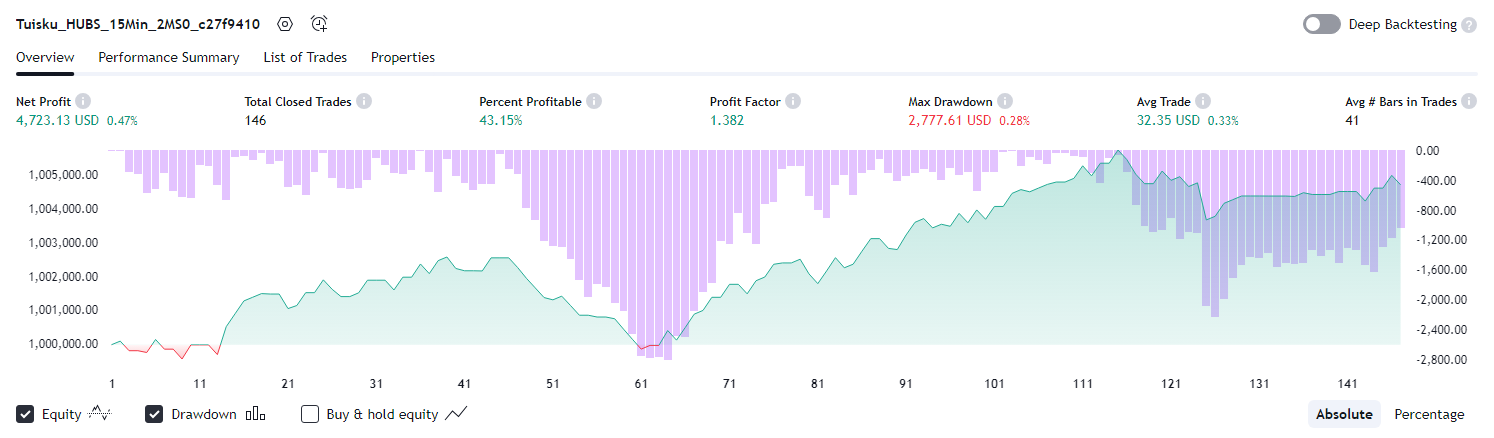 Tuisku_HUBS_15Min_2MS0_c27f9410 Deep Backtesting ?
Overview Performance Summary List of Trades Properties
Net Profit Total Closed Trades Percent Profitable Profit Factor Max Drawdown Avg Trade Avg # Bars in Trades
4,723.13 USD 0.47% 146 43.15% 1.382 2,777.61 USD 0.28% 32.35 USD 0.33% 41
0.00
1,005,000.00 -400.00
1,004,000.00 -800.00
1,003,000.00 -1,200.00
1,002,000.00 -1,600.00
1,001,000.00 -2,000.00
1,000,000.00 -2,400.00
-2,800.00
1 11 21 31 41 51 61 71 81 91 101 111 121 131 141
Equity Drawdown Buy & hold equity Absolute Percentage